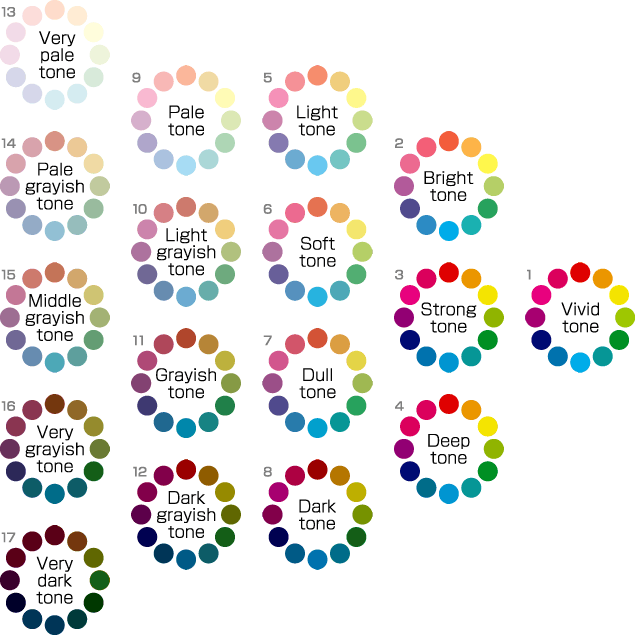 13
Very
pale
tone
9
Pale
tone
5
Light
tone
14
Pale
grayish
tone
2
Bright
tone
10
Light
grayish
tone
6
Soft
tone
15
Middle
grayish
tone
3
Strong
tone
1
Vivid
tone
11
Grayish
tone
7
Dull
tone
16
Very
grayish
tone
4
Deep
tone
12
Dark
grayish
tone
8
Dark
tone
17
Very
dark
tone